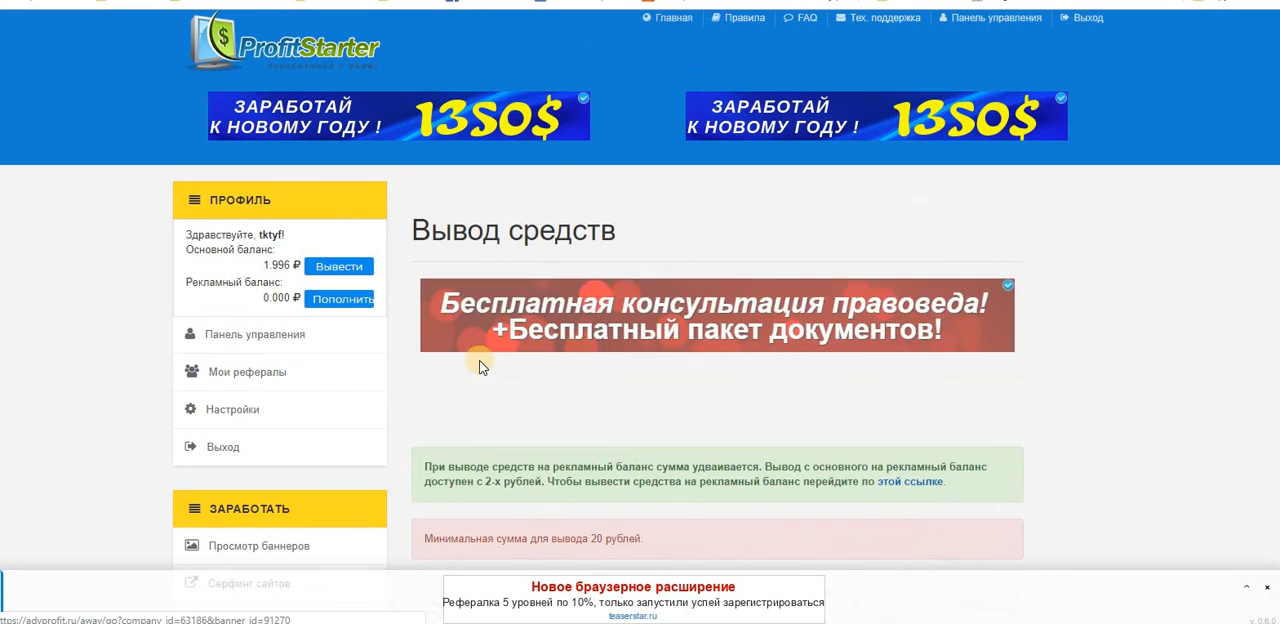 Главная Правила FAQ Тех. поддержка Панель управления Выход
ProfitStarter
ЗАРАБОТАЙ
К НОВОМУ ГОДУ !
1350$
ЗАРАБОТАЙ
К НОВОМУ ГОДУ !
1350$
ПРОФИЛЬ
Здравствуйте, tktyf!
Основной баланс:
1.996 ₽ Вывести
Рекламный баланс:
0.000 ₽ Пополнить
Панель управления
Мои рефералы
Настройки
Выход
ЗАРАБОТАТЬ
Просмотр баннеров
Серфинг сайтов
Вывод средств
Бесплатная консультация правоведа!
+Бесплатный пакет документов!
При выводе средств на рекламный баланс сумма удваивается. Вывод с основного на рекламный баланс
доступен с 2-х рублей. Чтобы вывести средства на рекламный баланс перейдите по этой ссылке.
Минимальная сумма для вывода 20 рублей.
Новое браузерное расширение
Рефералка 5 уровней по 10%, только запустили успей зарегистрироваться
teaserstar.ru
ttps://advprofit.ru/away/go?company_id=63186&banner_id=91270
v. 0.6.0